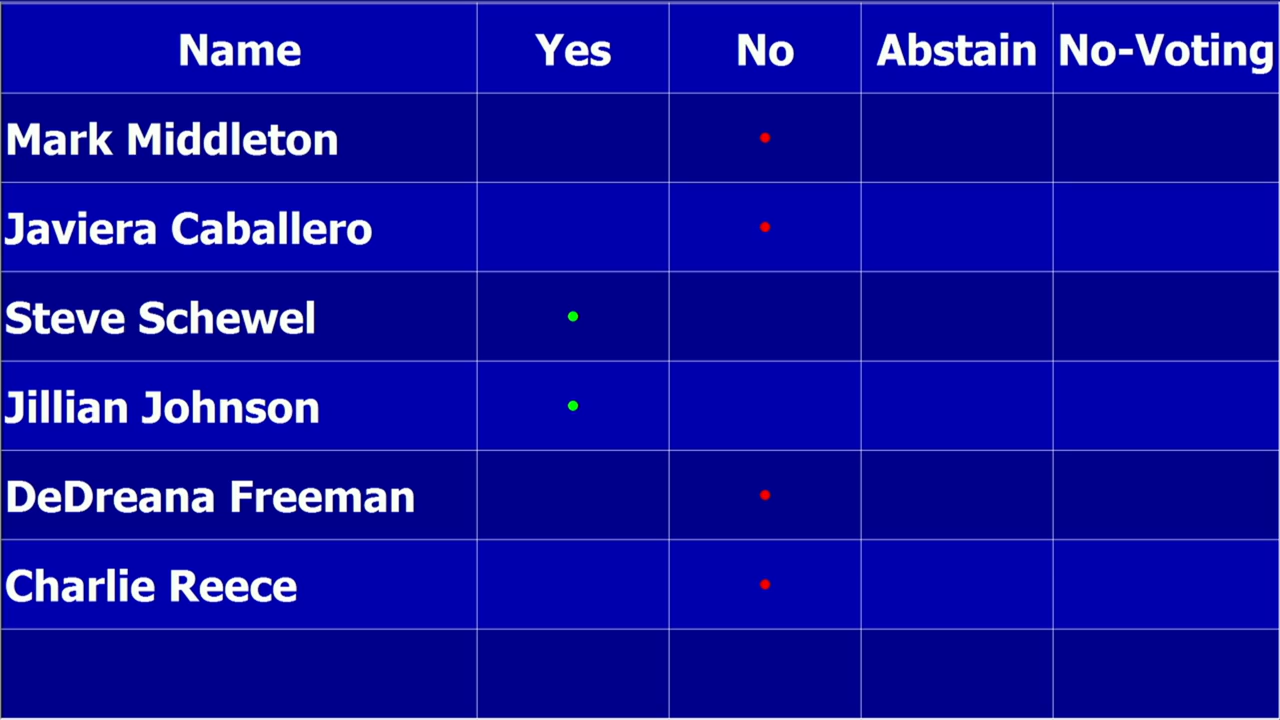 Name Yes No Abstain No-Voting
Mark Middleton
Javiera Caballero
Steve Schewel
Jillian Johnson
DeDreana Freeman
Charlie Reece